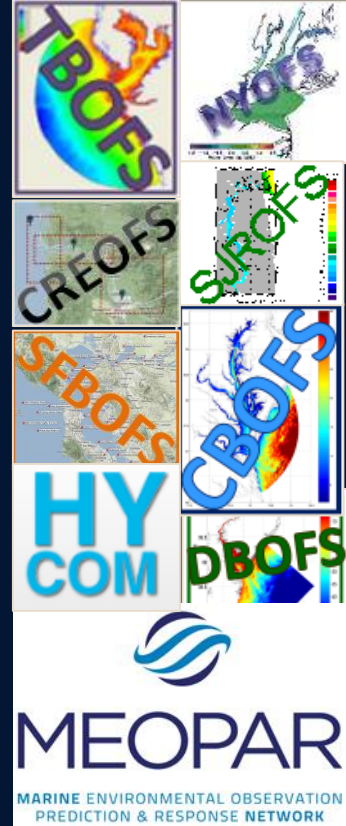 TBOFS
NYOFS
CREOFS
SJROFS
SFBOFS
CBOFS
HY
COM
DBOFS
MEOPAR
MARINE ENVIRONMENTAL OBSERVATION
PREDICTION & RESPONSE NETWORK